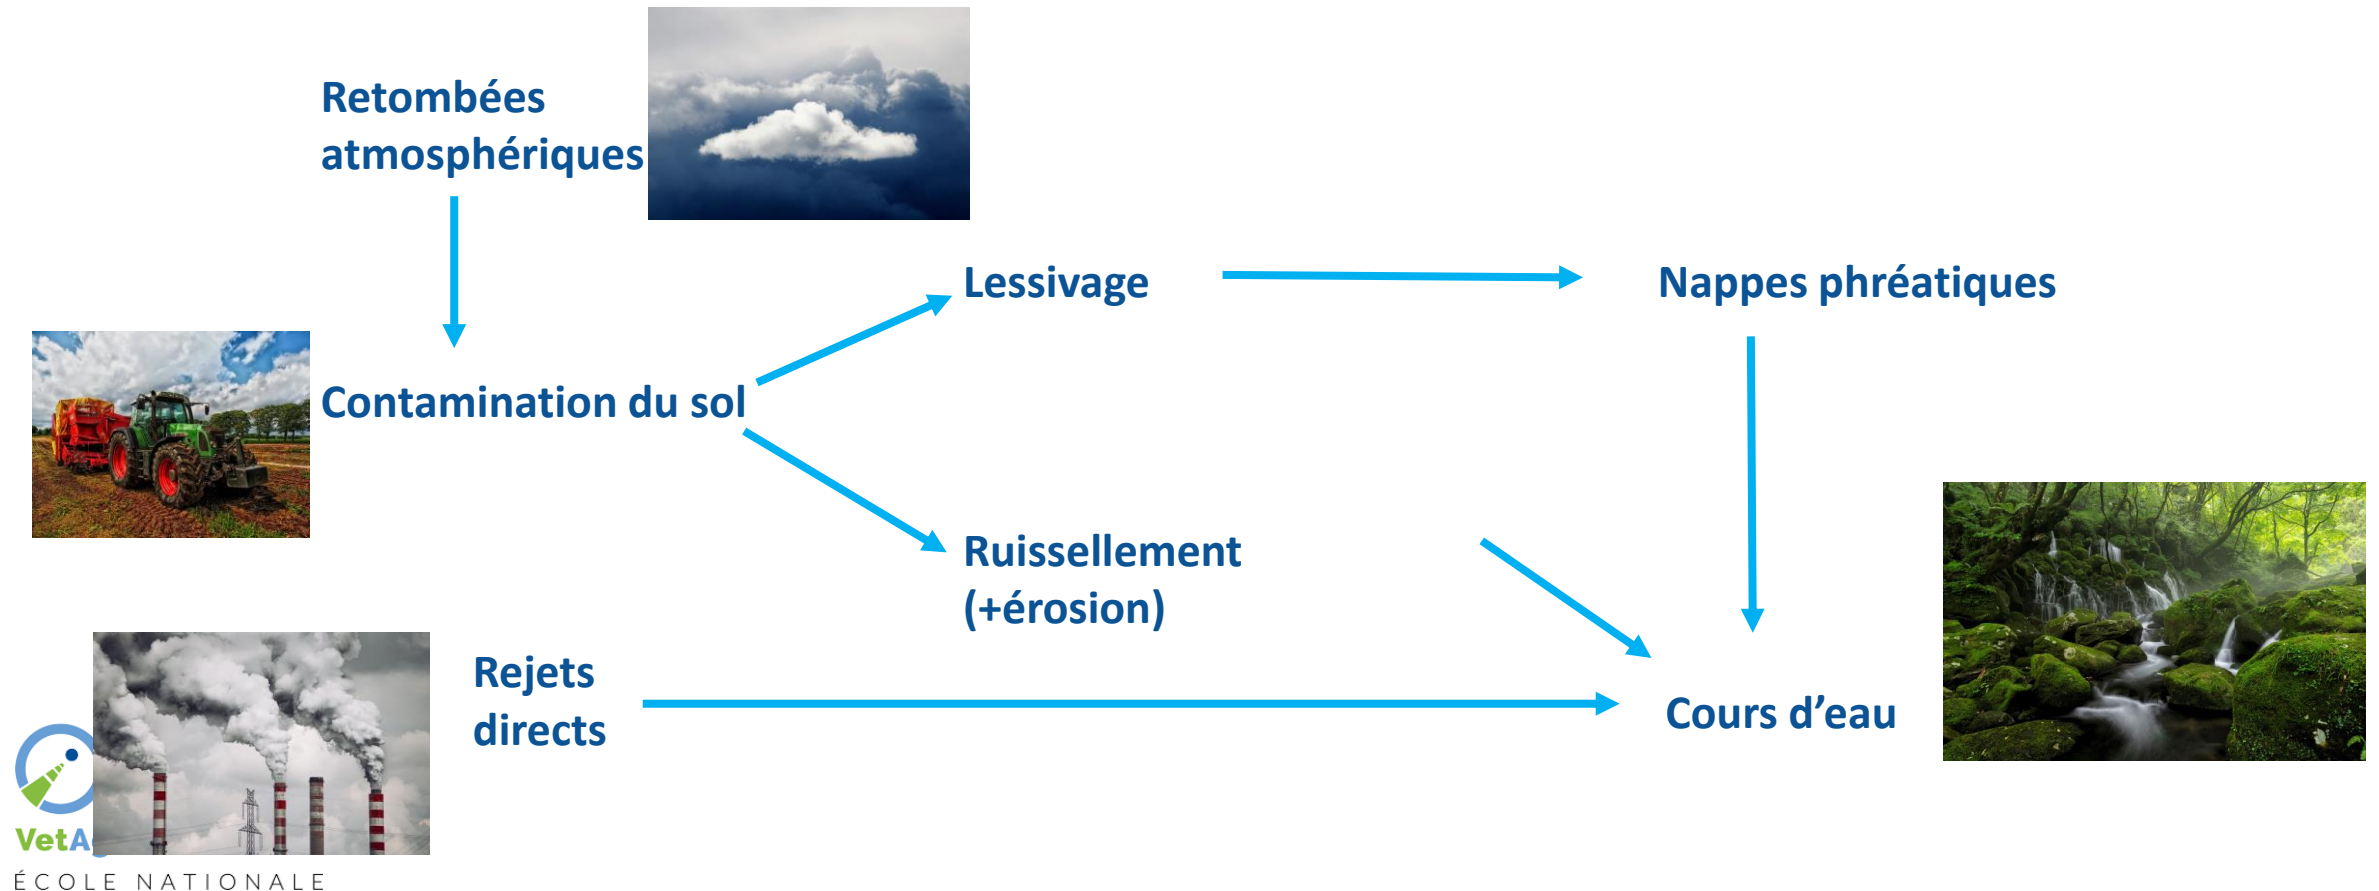 Retombées
atmosphériques
Lessivage
Nappes phréatiques
Contamination du sol
Ruissellement
(+érosion)
Rejets
directs
Cours d’eau
VetA
ÉCOLE NATIONALE